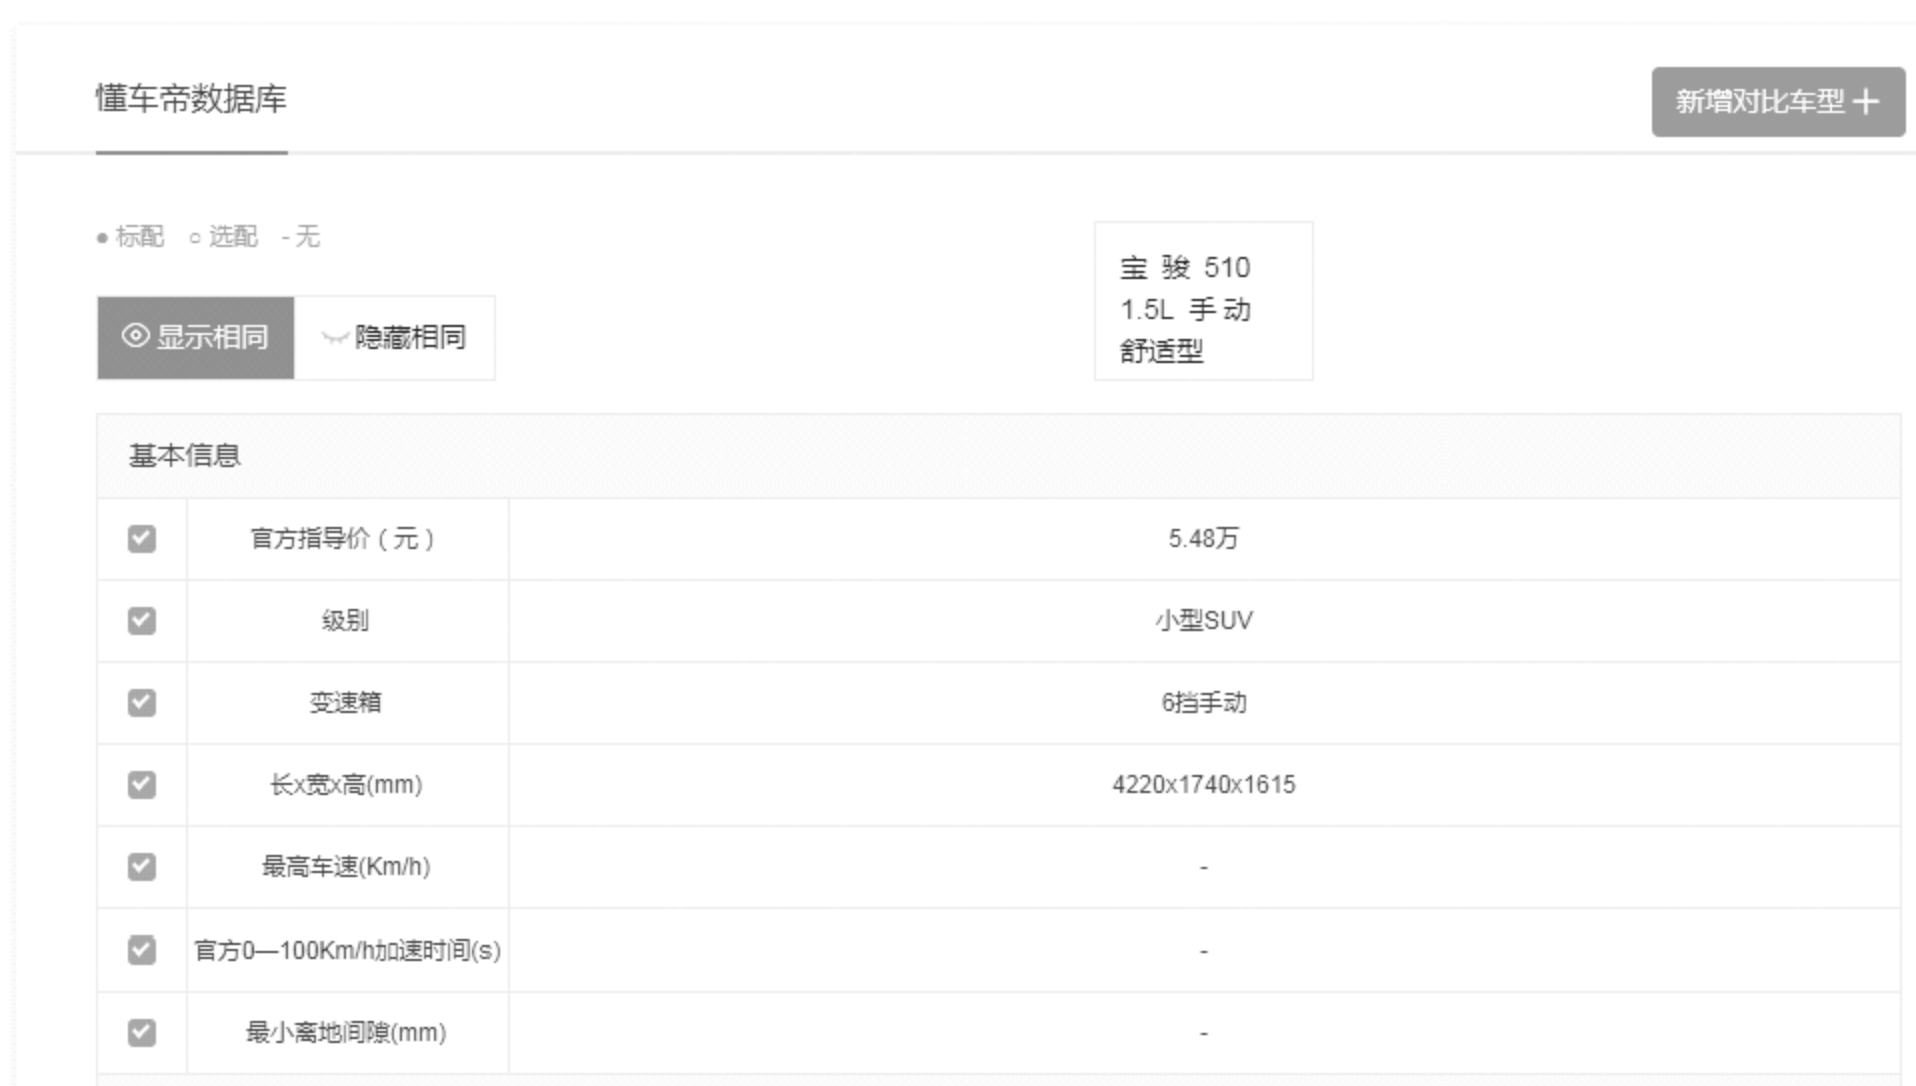 懂车帝数据库
新增对比车型＋
● 标配 ○ 选配 - 无
宝 骏 510
1.5L 手 动
舒适型
显示相同 隐藏相同
基本信息
官方指导价（元） 5.48万
级别 小型SUV
变速箱 6挡手动
长x宽x高(mm) 4220x1740x1615
最高车速(Km/h) -
官方0—100Km/h加速时间(s) -
最小离地间隙(mm) -